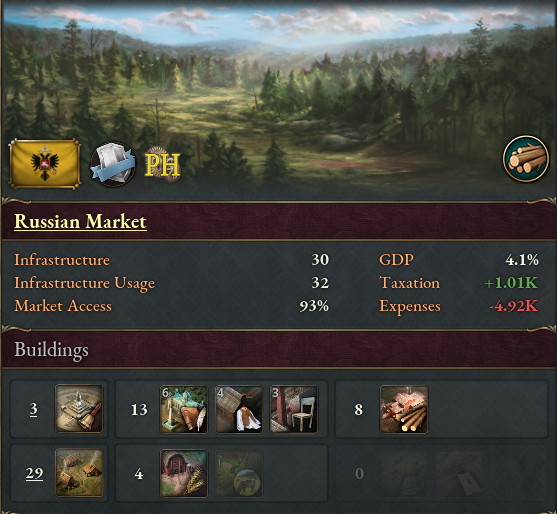 PH
Russian Market
Infrastructure 30 GDP 4.1%
Infrastructure Usage 32 Taxation +1.01K
Market Access 93% Expenses -4.92K
Buildings
3 13 6 4 3 8
29 4 0